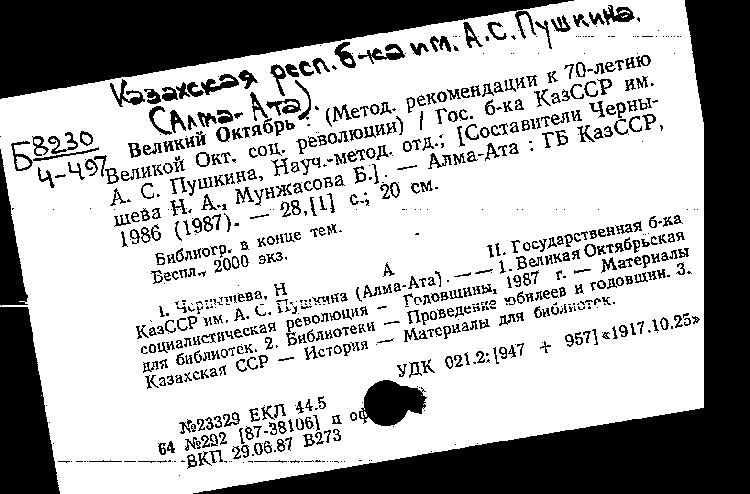 Казахская респ. б-ка им. А.С.Пушкина.
(Алма-Ата).
Б8230
4-497
Великий Октябрь : (Метод. рекомендации к 70-летию
Великой Окт. соц. революции) / Гос. б-ка КазССР им.
А. С. Пушкина, Науч.-метод. отд.; [Составители Черны-
шева Н. А., Мунжасова Б.]. — Алма-Ата : ГБ КазССР,
1986 (1987). — 28,[1] с.; 20 см.
Библиогр. в конце тем.
Беспл., 2000 экз.
I. Чернышева, Н А II. Государственная б-ка
КазССР им. А. С. Пушкина (Алма-Ата). — — 1. Великая Октябрьская
социалистическая революция — Годовщины, 1987 г. — Материалы
для библиотек. 2. Библиотеки — Проведение юбилеев и годовщин. 3.
Казахская ССР — История — Материалы для библиотек.
УДК 021.2:[947 + 957]«1917.10.25»
№23329 ЕКЛ 44.5
64 №292 [87-38106] п оф
ВКП 29.06.87 В273